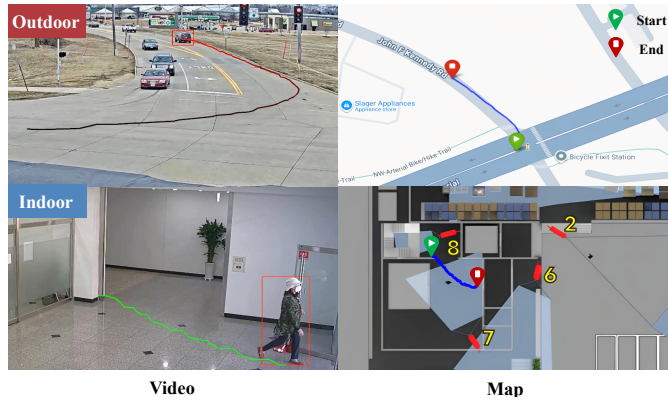 Outdoor
John F Kennedy Rd
Start
End
Slager Appliances
Appliance store
NW-Arterial-Bike/Hike-Trail
Bicycle Fixit Station
Indoor
8
2
6
7
Video
Map